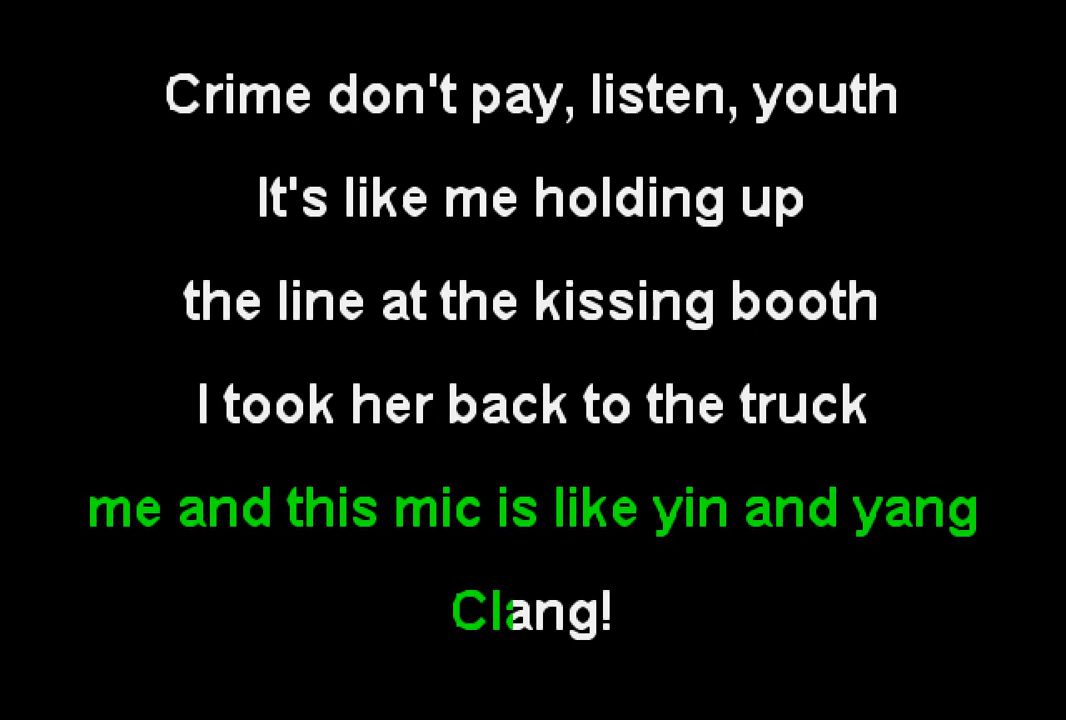 Crime don't pay, listen, youth
It's like me holding up
the line at the kissing booth
I took her back to the truck
me and this mic is like yin and yang
Clang!